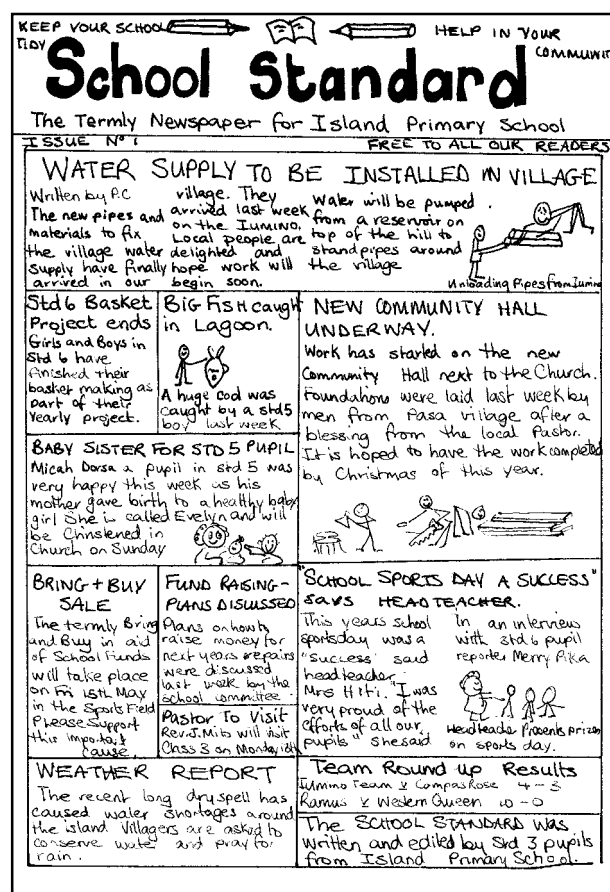 KEEP YOUR SCHOOL
TIDY
HELP IN YOUR
COMMUNITY
School Standard
The Termly Newspaper for Island Primary School
ISSUE No 1
FREE TO ALL OUR READERS
WATER SUPPLY TO BE INSTALLED IN VILLAGE
Written by P.C
The new pipes and
materials to fix
the village water
supply have finally
arrived in our
village. They
arrived last week
on the IUMINO.
Local people are
delighted and
hope work will
begin soon.
Water will be pumped
from a reservoir on
top of the hill to
standpipes around
the village
Unloading Pipes from Iumino
Std 6 Basket
Project ends
Girls and Boys in
Std 6 have
finished their
basket making as
part of their
Yearly project.
BIG FISH caught
in Lagoon.
A huge cod was
caught by a std 5
boy last week
NEW COMMUNITY HALL
UNDERWAY.
Work has started on the new
Community Hall next to the Church.
Foundations were laid last week by
men from Pasa village after a
blessing from the local Pastor.
It is hoped to have the work completed
by Christmas of this year.
BABY SISTER FOR STD 5 PUPIL
Micah Dorsa a pupil in std 5 was
very happy this week as his
mother gave birth to a healthy baby
girl She is called Evelyn and will
be Christened in
Church on Sunday
BRING + BUY
SALE
The termly Bring
and Buy in aid
of School Funds
will take place
on Fri 15th May
in the Sports Field
Please Support
this important
cause
FUND RAISING-
PLANS DISUSSED
Plans on how to
raise money for
next years repairs
were discussed
last week by the
school committee.
Pastor To Visit
Rev. J. Mito will visit
Class 3 on Monday 18th
"SCHOOL SPORTS DAY A SUCCESS"
says HEADTEACHER.
This years school
sportsday was a
"success" said
headteacher
Mrs Hiti. I was
very proud of the
efforts of all our
pupils" she said
In an interview
with std 6 pupil
reporter Merry Pika
Headteacher Presents prizes
on sports day.
WEATHER REPORT
The recent long dry spell has
caused water shortages around
the island. Villagers are asked to
conserve water and pray for
rain.
Team Round up Results
Iumino Team v Compas Rose 4-3
Ramus v Western Queen 10-0
The SCHOOL STANDARD was
written and edited by Std 3 pupils
from Island Primary School.